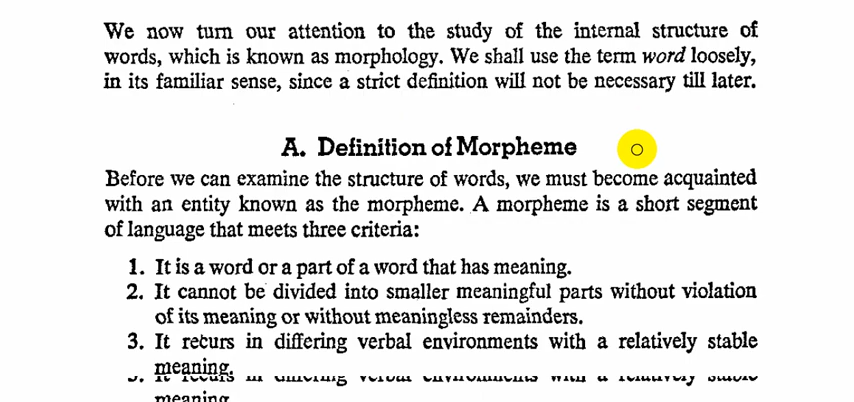 We now turn our attention to the study of the internal structure of
words, which is known as morphology. We shall use the term word loosely,
in its familiar sense, since a strict definition will not be necessary till later.
A. Definition of Morpheme
Before we can examine the structure of words, we must become acquainted
with an entity known as the morpheme. A morpheme is a short segment
of language that meets three criteria:
1. It is a word or a part of a word that has meaning.
2. It cannot be divided into smaller meaningful parts without violation
of its meaning or without meaningless remainders.
3. It recurs in differing verbal environments with a relatively stable
meaning.